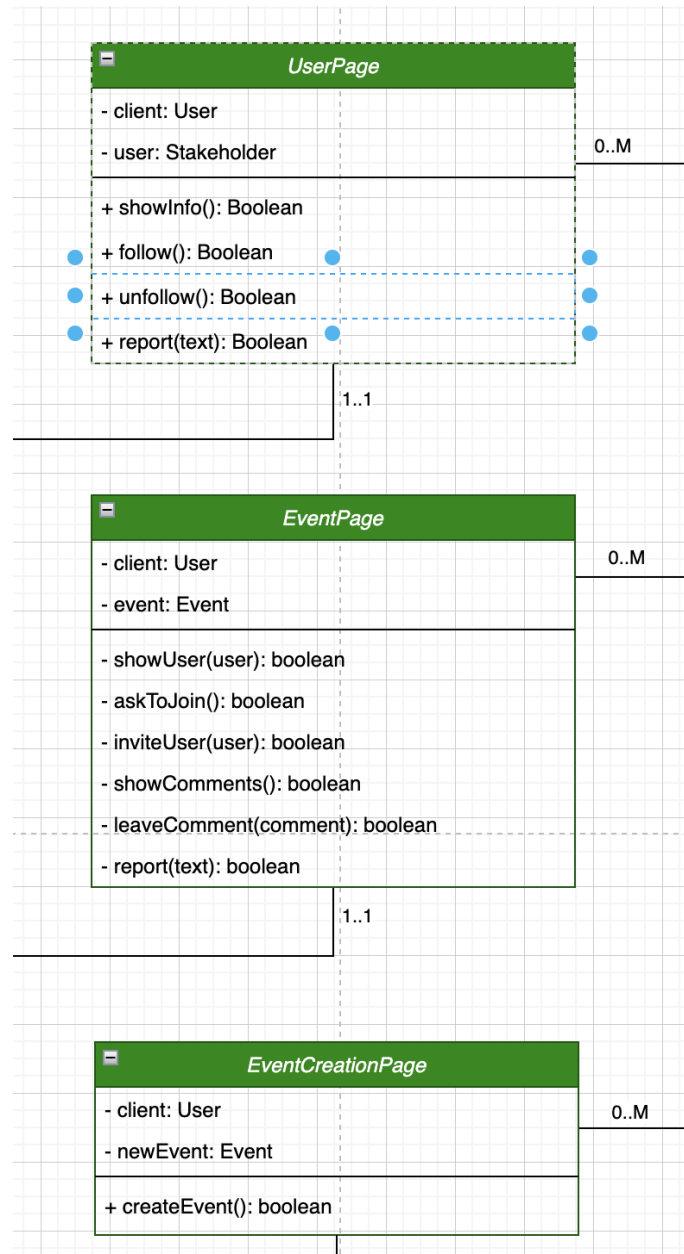 UserPage
- client: User
- user: Stakeholder
0..M
+ showInfo(): Boolean
+ follow(): Boolean
+ unfollow(): Boolean
+ report(text): Boolean
1..1
EventPage
- client: User
0..M
- event: Event
- showUser(user): boolean
- askToJoin(): boolean
- inviteUser(user): boolean
- showComments(): boolean
- leaveComment(comment): boolean
- report(text): boolean
1..1
EventCreationPage
- client: User
0..M
- newEvent: Event
+ createEvent(): boolean